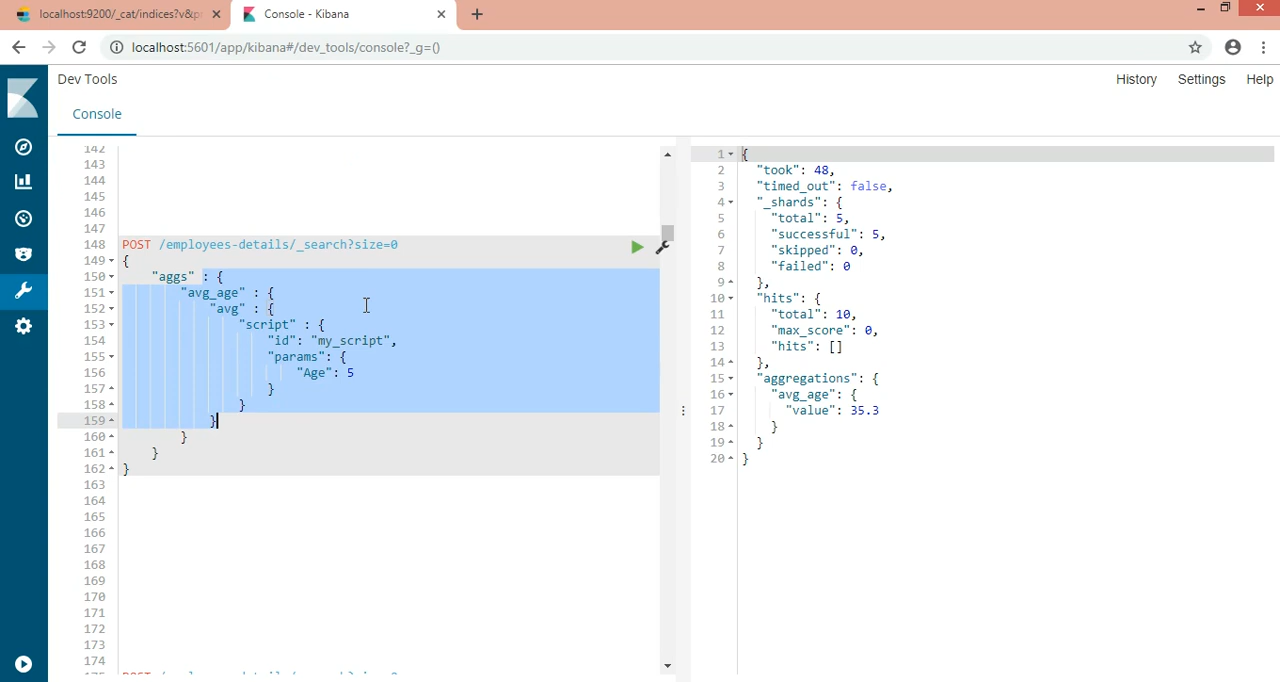 localhost:9200/_cat/indices?v&pr
Console - Kibana
localhost:5601/app/kibana#/dev_tools/console?_g=()
Dev Tools
History
Settings
Help
Console
142
143
144
145
146
147
148 POST /employees-details/_search?size=0
149 {
150 "aggs" : {
151 "avg_age" : {
152 "avg" : {
153 "script" : {
154 "id": "my_script",
155 "params": {
156 "Age": 5
157 }
158 }
159 }
160 }
161 }
162 }
163
164
165
166
167
168
169
170
171
172
173
174
1 {
2 "took": 48,
3 "timed_out": false,
4 "_shards": {
5 "total": 5,
6 "successful": 5,
7 "skipped": 0,
8 "failed": 0
9 },
10 "hits": {
11 "total": 10,
12 "max_score": 0,
13 "hits": []
14 },
15 "aggregations": {
16 "avg_age": {
17 "value": 35.3
18 }
19 }
20 }